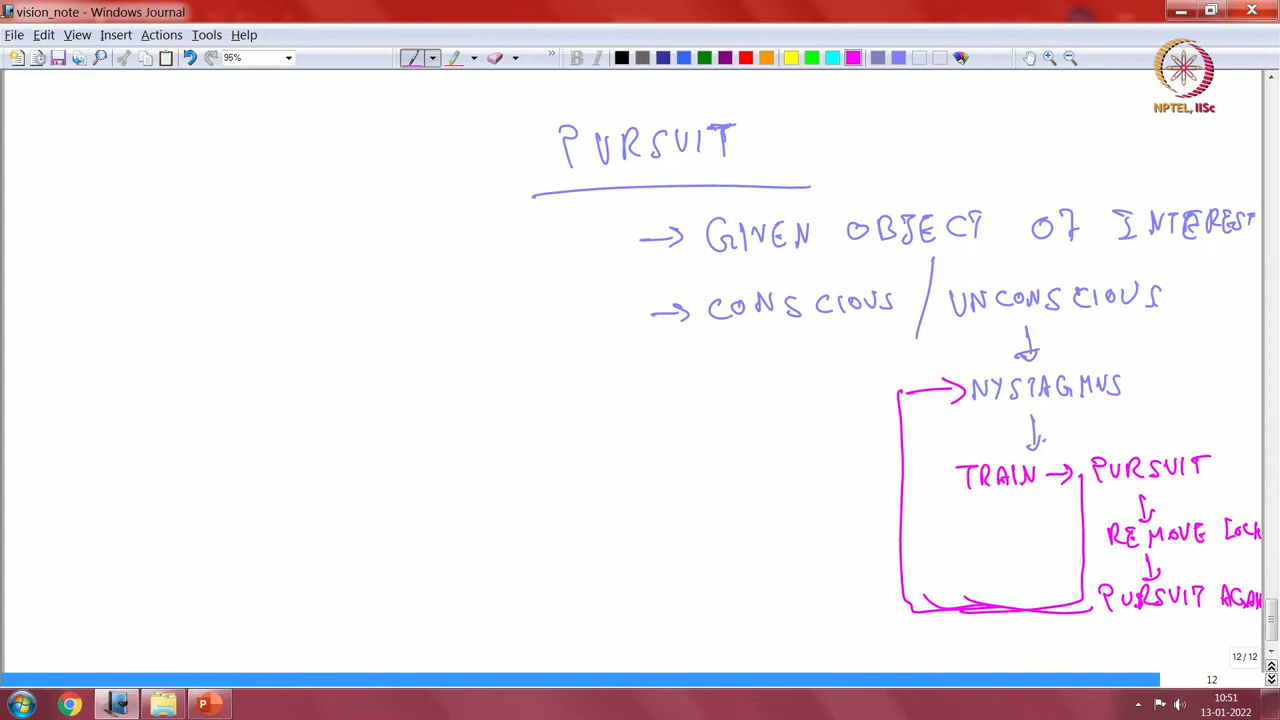 vision_note - Windows Journal
File Edit View Insert Actions Tools Help
95%
B I
NPTEL, IISc
PURSUIT
→ GIVEN OBJECT OF INTEREST
→ CONSCIOUS / UNCONSCIOUS
NYSTAGMUS
TRAIN → PURSUIT
REMOVE LOCK
PURSUIT
12/12
12
10:51
13-01-2022